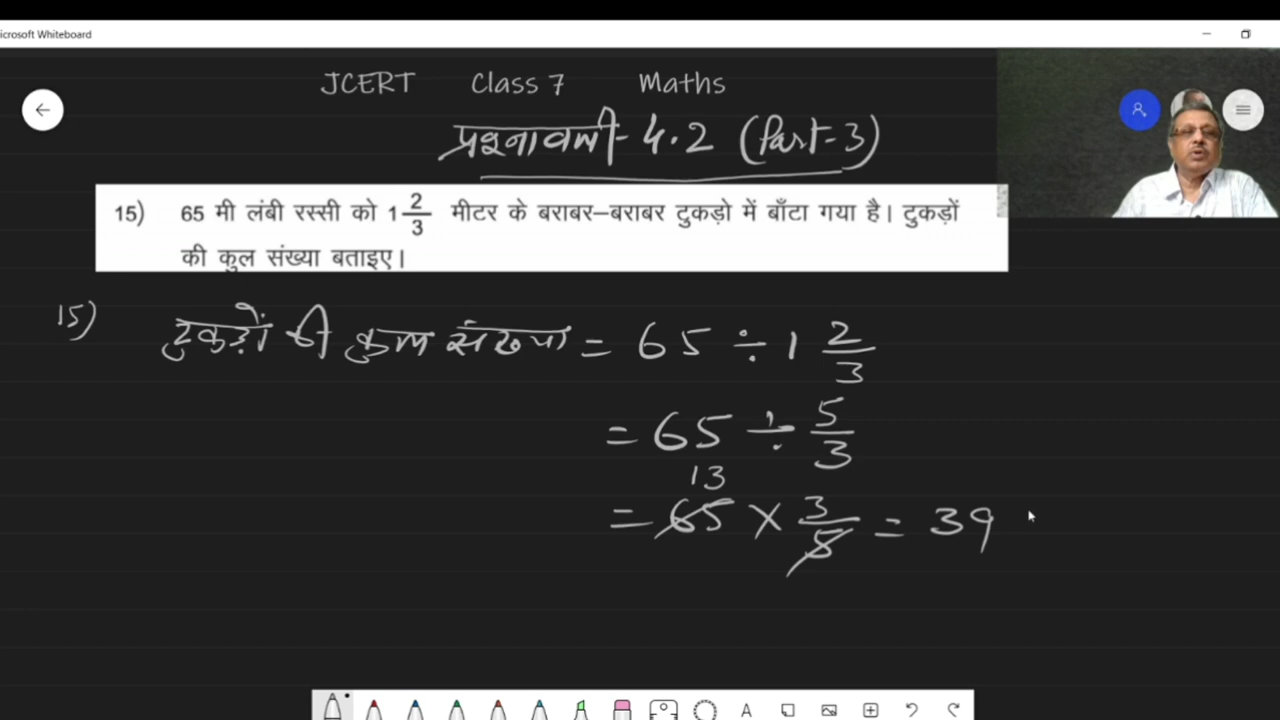 icrosoft Whiteboard
JCERT Class 7 Maths
प्रश्नावली- 4.2 (Part-3)
15) 65 मी लंबी रस्सी को 1 2/3 मीटर के बराबर–बराबर टुकड़ो में बाँटा गया है। टुकड़ों
की कुल संख्या बताइए।
15) टुकड़ों की कुल संख्या = 65 ÷ 1 2/3
= 65 ÷ 5/3
13
= 65 × 3/5 = 39